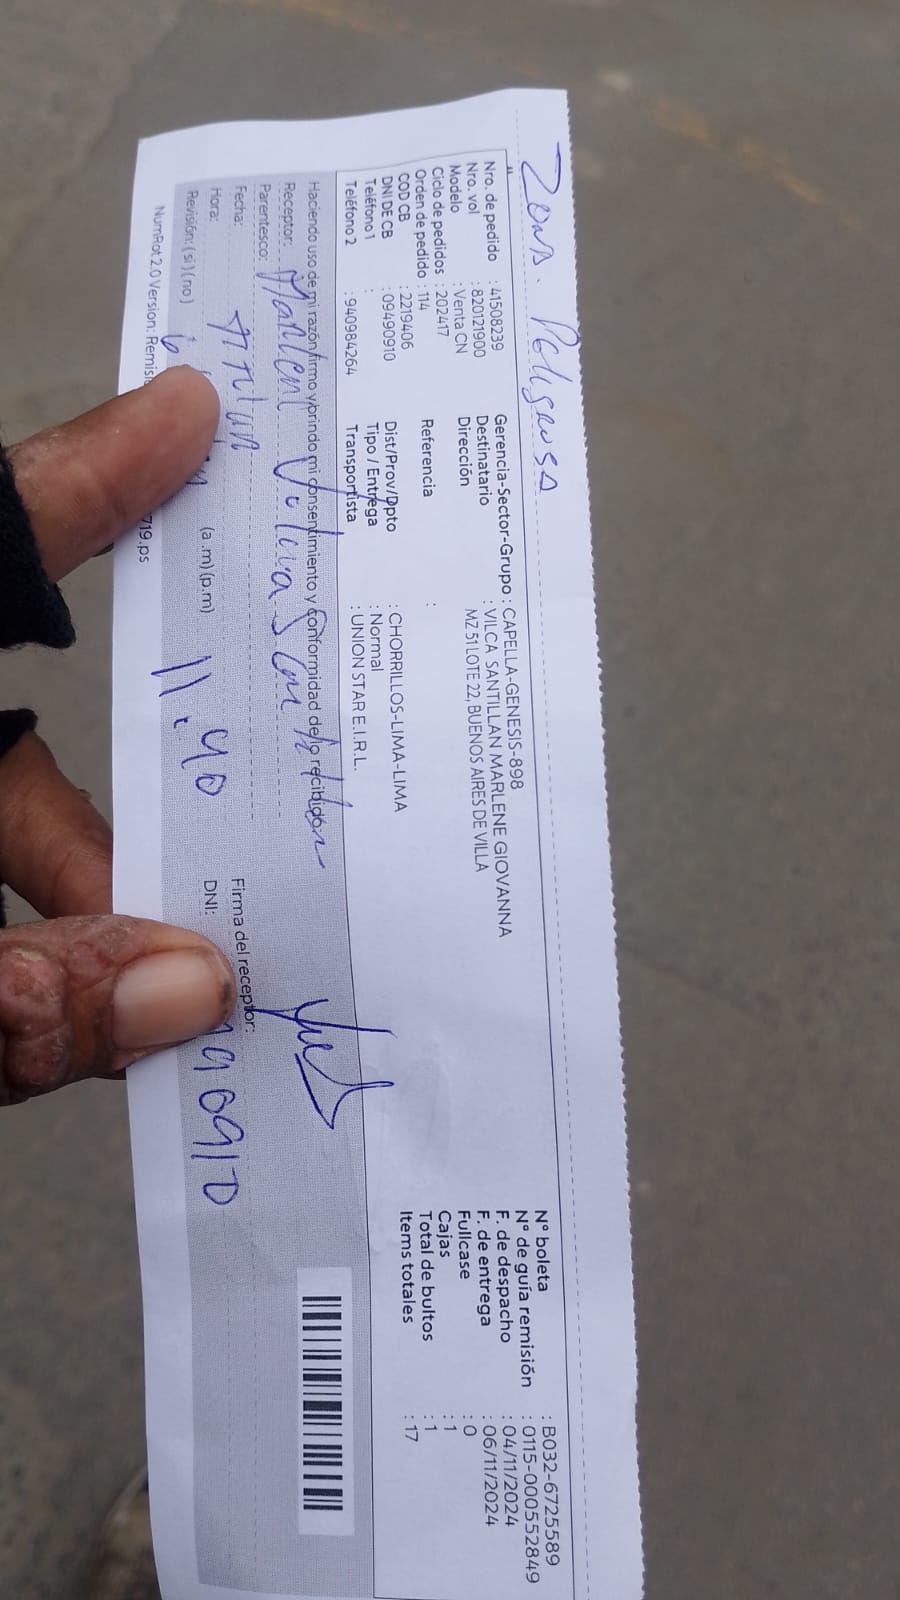 Zona. Peligrosa
Nro. de pedido : 41508239
Nro. vol : 820121900
Modelo : Venta CN
Ciclo de pedidos : 202417
Orden de pedido : 114
COD CB : 2219406
DNI DE CB : 09490910
Teléfono 1 :
Teléfono 2 : 940984264
Gerencia-Sector-Grupo : CAPELLA-GENESIS-898
Destinatario : VILCA SANTILLAN MARLENE GIOVANNA
Dirección MZ 51 LOTE 22, BUENOS AIRES DE VILLA
Referencia :
Dist/Prov/Dpto : CHORRILLOS-LIMA-LIMA
Tipo / Entrega : Normal
Transportista : UNION STAR E.I.R.L.
N° boleta : B032-6725589
N° de guía remisión : 0115-000552849
F. de despacho : 04/11/2024
F. de entrega : 06/11/2024
Fullcase : 0
Cajas : 1
Total de bultos : 1
Items totales : 17
Haciendo uso de mi razón firmo y brindo mi consentimiento y conformidad de lo recibido:
Receptor: Marlene
Parentesco:
Fecha:
Hora: (a.m)(p.m) 11.40
Revisión: (si) (no)
Firma del receptor:
DNI: 90910
NumRot 2.0 Version: Remisi 719.ps